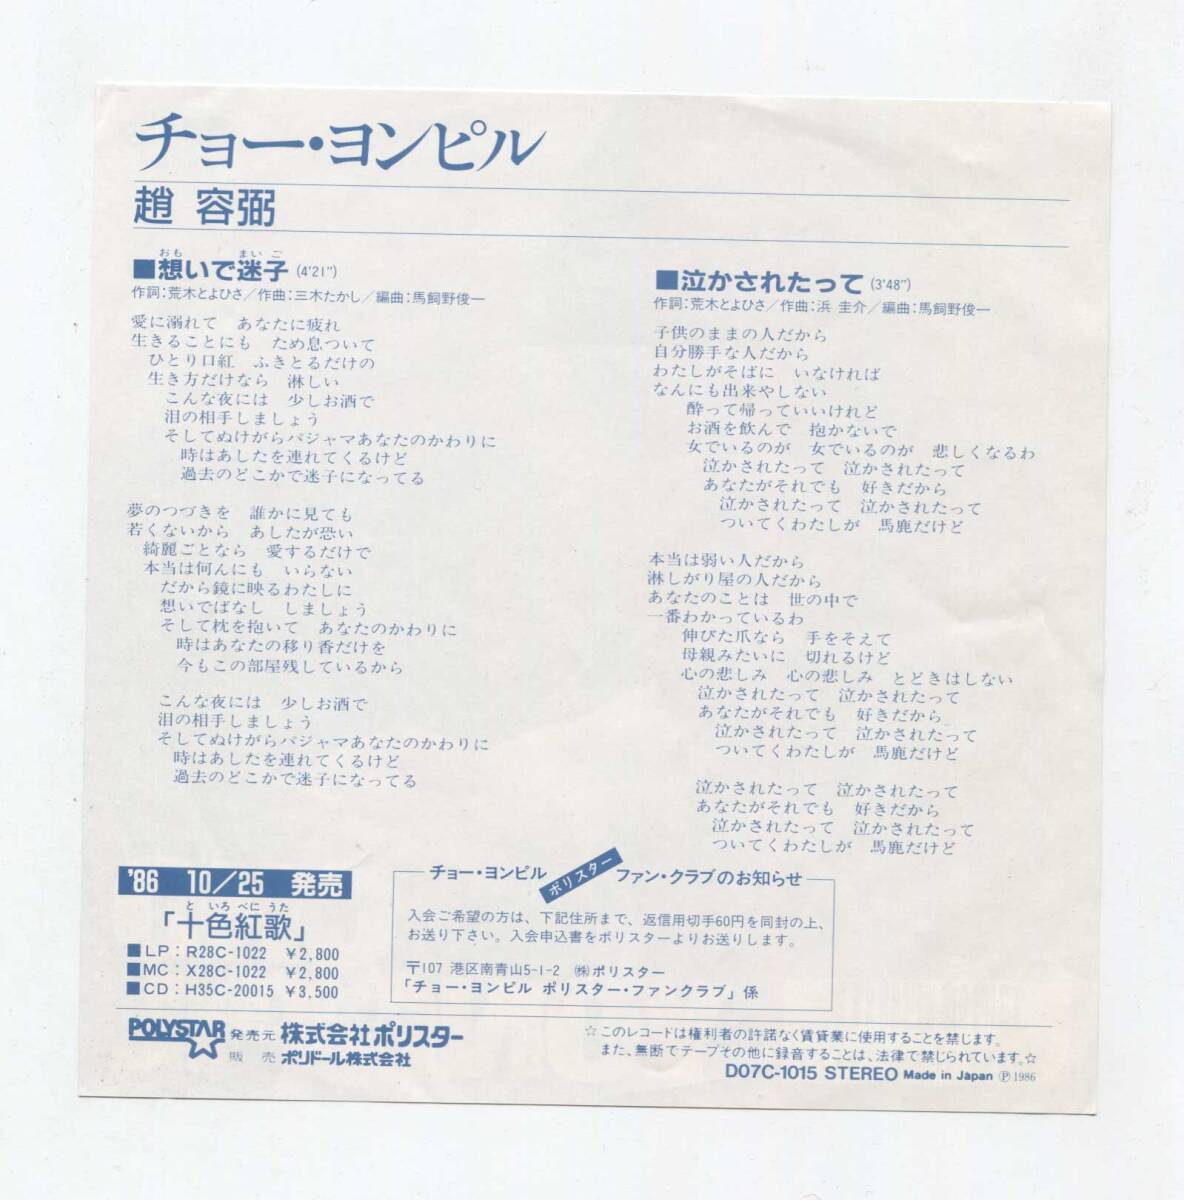 チョー・ヨンピル
趙 容弼
■想いで迷子 (4'21")
おも まいご
作詞:荒木とよひさ/作曲:三木たかし/編曲:馬飼野俊一
愛に溺れて あなたに疲れ
生きることにも ため息ついて
ひとり口紅 ふきとるだけの
生き方だけなら 淋しい
こんな夜には 少しお酒で
泪の相手しましょう
そしてぬけがらパジャマあなたのかわりに
時はあしたを連れてくるけど
過去のどこかで迷子になってる
夢のつづきを 誰かに見ても
若くないから あしたが恐い
綺麗ごとなら 愛するだけで
本当は何んにも いらない
だから鏡に映るわたしに
想いでばなし しましょう
そして枕を抱いて あなたのかわりに
時はあなたの移り香だけを
今もこの部屋残しているから
こんな夜には 少しお酒で
泪の相手しましょう
そしてぬけがらパジャマあなたのかわりに
時はあしたを連れてくるけど
過去のどこかで迷子になってる
■泣かされたって (3'48")
作詞:荒木とよひさ/作曲:浜 圭介/編曲:馬飼野俊一
子供のままの人だから
自分勝手な人だから
わたしがそばに いなければ
なんにも出来やしない
酔って帰っていいけれど
お酒を飲んで 抱かないで
女でいるのが 女でいるのが 悲しくなるわ
泣かされたって 泣かされたって
あなたがそれでも 好きだから
泣かされたって 泣かされたって
ついてくわたしが 馬鹿だけど
本当は弱い人だから
淋しがり屋の人だから
あなたのことは 世の中で
一番わかっているわ
伸びた爪なら 手をそえて
母親みたいに 切れるけど
心の悲しみ 心の悲しみ とどきはしない
泣かされたって 泣かされたって
あなたがそれでも 好きだから
泣かされたって 泣かされたって
ついてくわたしが 馬鹿だけど
泣かされたって 泣かされたって
あなたがそれでも 好きだから
泣かされたって 泣かされたって
ついてくわたしが 馬鹿だけど
'86 10/25 発売
と いろ べに うた
「十色紅歌」
■LP:R28C-1022 ¥2,800
■MC:X28C-1022 ¥2,800
■CD:H35C-20015 ¥3,500
チョー・ヨンピル ポリスター ファン・クラブのお知らせ
入会ご希望の方は、下記住所まで、返信用切手60円を同封の上、
お送り下さい。入会申込書をポリスターよりお送りします。
〒107 港区南青山5-1-2 ㈱ポリスター
「チョー・ヨンピル ポリスター・ファンクラブ」係
POLYSTAR 発売元 株式会社ポリスター
販売 ポリドール株式会社
☆このレコードは権利者の許諾なく賃貸業に使用することを禁じます。
また、無断でテープその他に録音することは、法律で禁じられています。☆
D07C-1015 STEREO Made in Japan Ⓟ1986